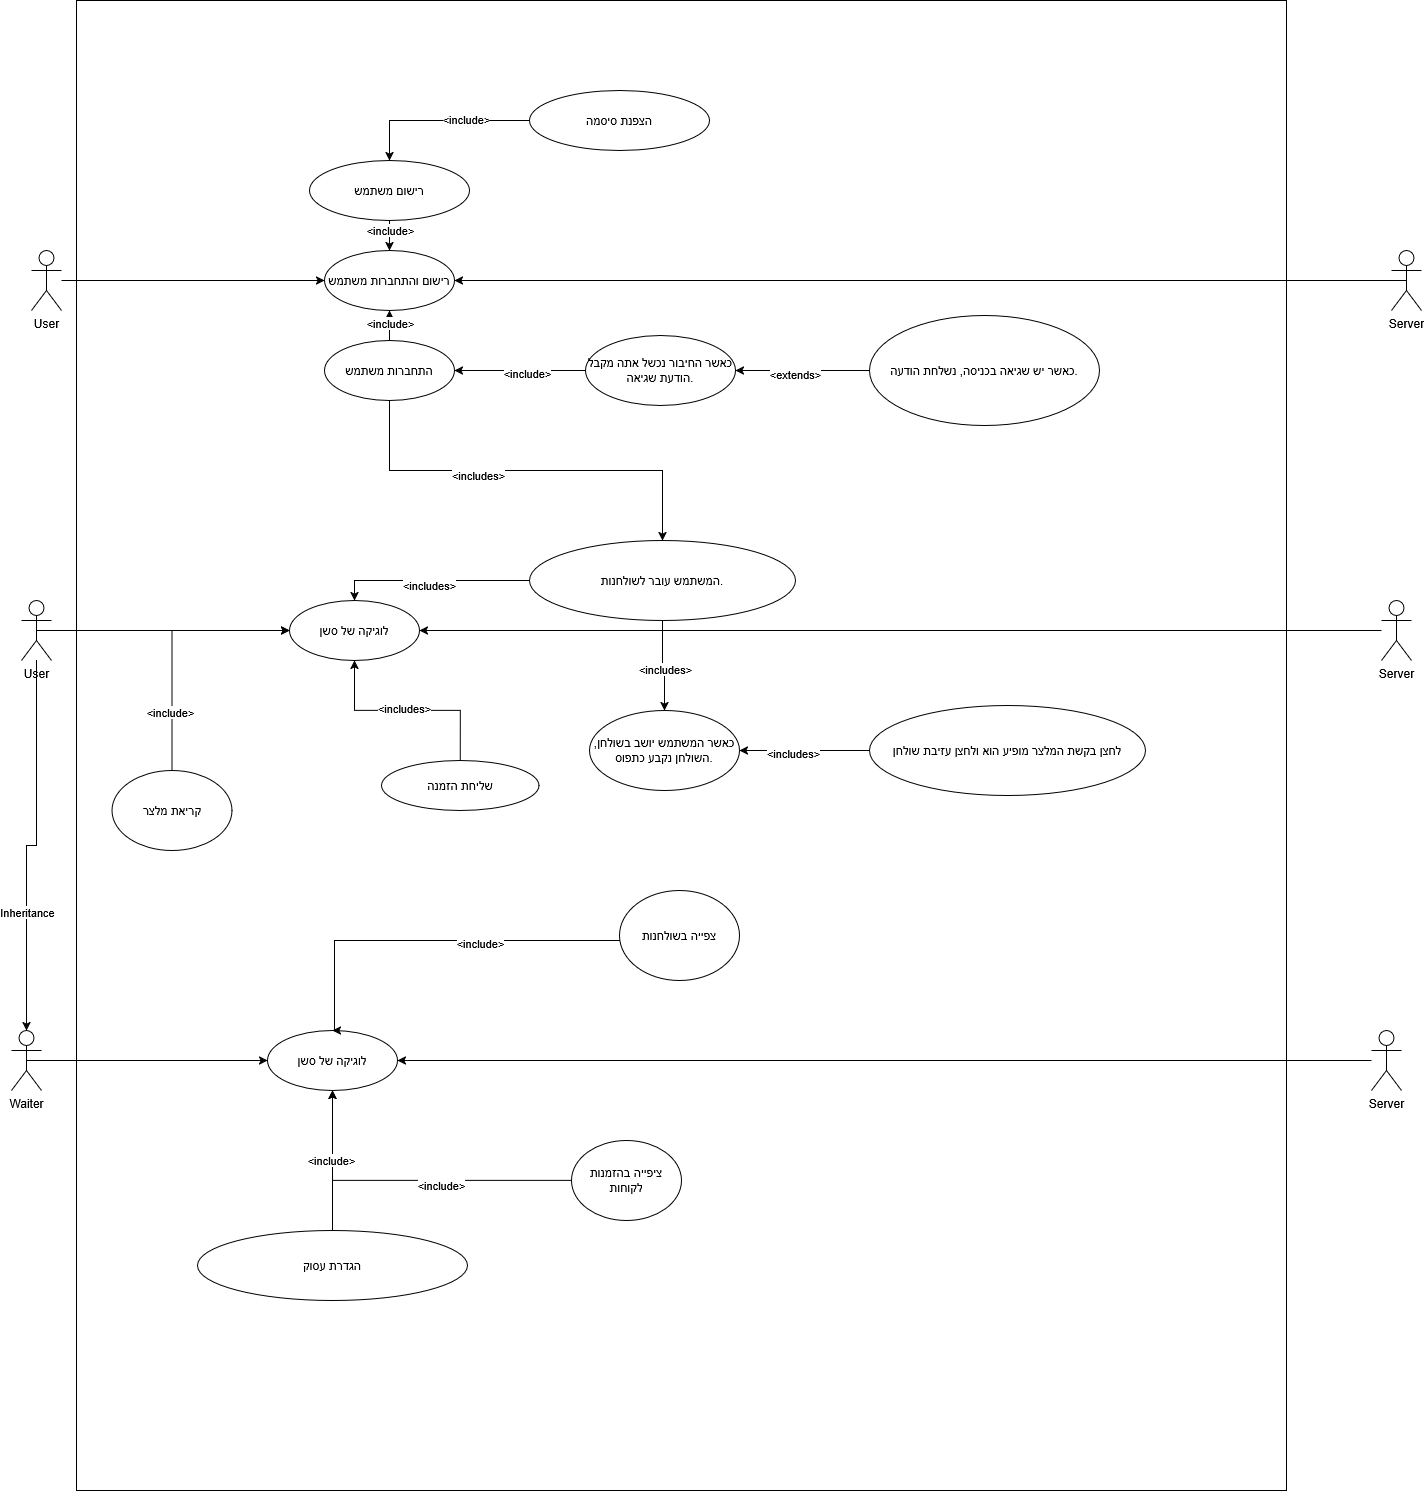 הצפנת סיסמה
<include>
רישום משתמש
<include>
רישום והתחברות משתמש
User
Server
<include>
התחברות משתמש
<include>
כאשר החיבור נכשל אתה מקבל
הודעת שגיאה.
<extends>
כאשר יש שגיאה בכניסה, נשלחת הודעה.
<includes>
המשתמש עובר לשולחנות.
<includes>
לוגיקה של סשן
User
Server
<includes>
<include>
<includes>
כאשר המשתמש יושב בשולחן,
השולחן נקבע כתפוס.
<includes>
לחצן בקשת המלצר מופיע הוא ולחצן עזיבת שולחן
שליחת הזמנה
קריאת מלצר
Inheritance
צפייה בשולחנות
<include>
לוגיקה של סשן
Waiter
Server
<include>
<include>
ציפייה בהזמנות
לקוחות
הגדרת עסוק